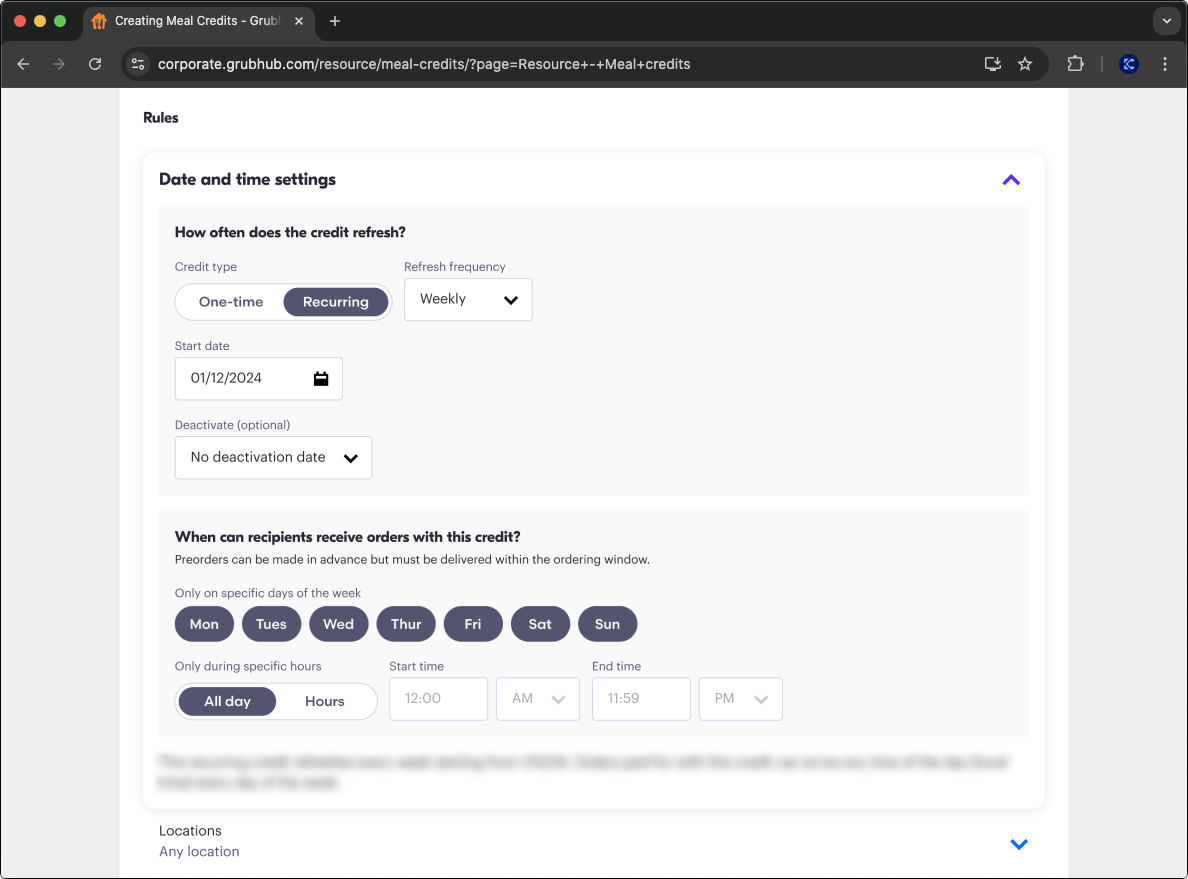 Creating Meal Credits - Grub
corporate.grubhub.com/resource/meal-credits/?page=Resource+-+Meal+credits
Rules
Date and time settings
How often does the credit refresh?
Credit type Refresh frequency
One-time Recurring Weekly
Start date
01/12/2024
Deactivate (optional)
No deactivation date
When can recipients receive orders with this credit?
Preorders can be made in advance but must be delivered within the ordering window.
Only on specific days of the week
Mon Tues Wed Thur Fri Sat Sun
Only during specific hours Start time End time
All day Hours 12:00 AM 11:59 PM
Locations
Any location